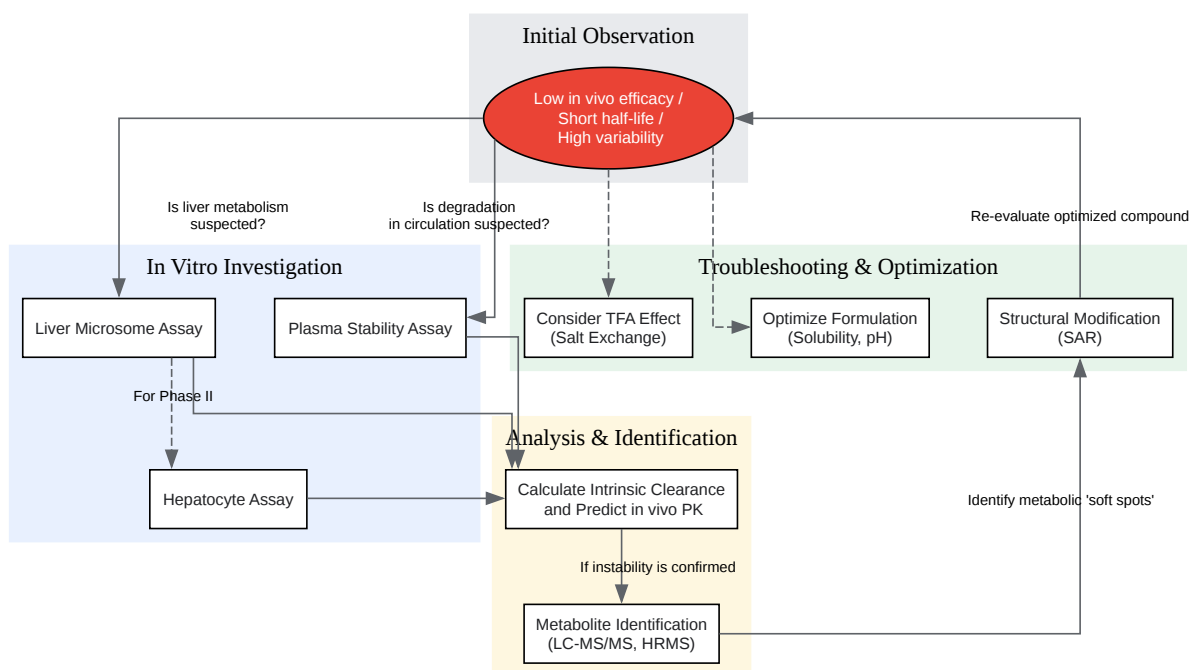 Initial Observation
Low in vivo efficacy /
Short half-life /
High variability
Is liver metabolism
suspected?
Is degradation
in circulation suspected?
Re-evaluate optimized compound
In Vitro Investigation
Troubleshooting & Optimization
Liver Microsome Assay
Plasma Stability Assay
Consider TFA Effect
(Salt Exchange)
Optimize Formulation
(Solubility, pH)
Structural Modification
(SAR)
For Phase II
Analysis & Identification
Hepatocyte Assay
Calculate Intrinsic Clearance
and Predict in vivo PK
Identify metabolic 'soft spots'
If instability is confirmed
Metabolite Identification
(LC-MS/MS, HRMS)